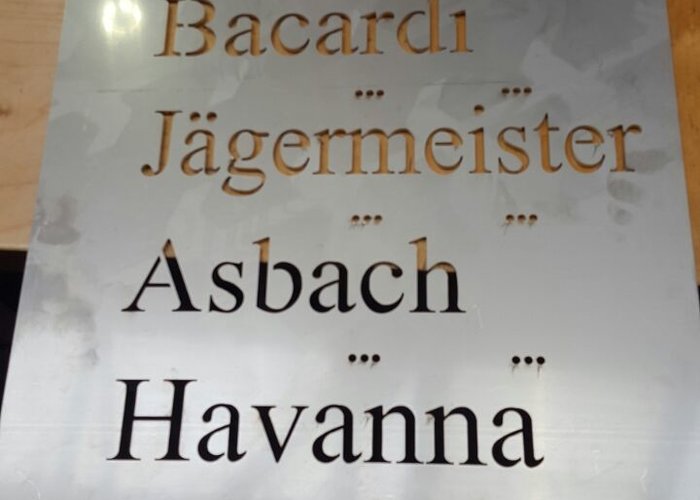 Bacardi
Jägermeister
Asbach
Havanna